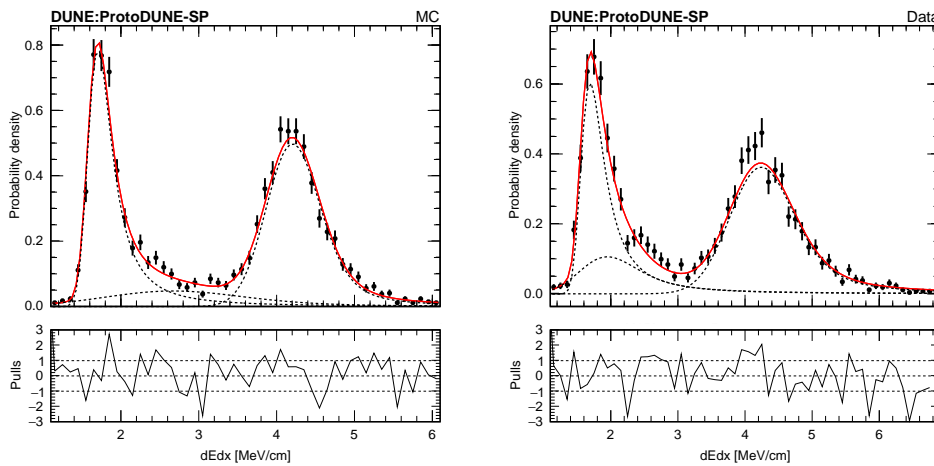 DUNE:ProtoDUNE-SP MC
Probability density
0.8
0.6
0.4
0.2
0.0
Pulls
3
2
1
0
−1
−2
−3
2 3 4 5 6
dEdx [MeV/cm]
DUNE:ProtoDUNE-SP Data
Probability density
0.6
0.4
0.2
0.0
Pulls
3
2
1
0
−1
−2
−3
2 3 4 5 6
dEdx [MeV/cm]